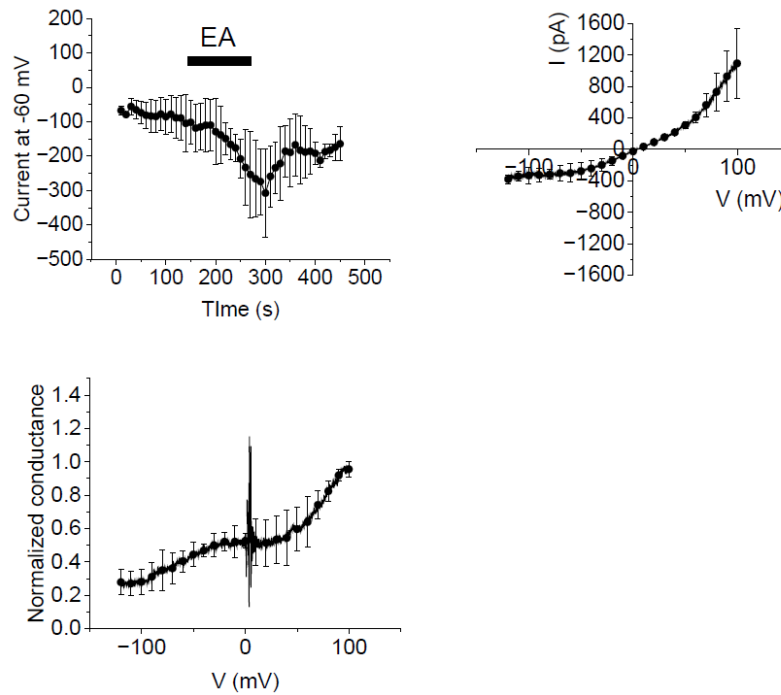 Current at -60 mV
200
100
0
−100
−200
−300
−400
−500
EA
0 100 200 300 400 500
TIme (s)
I (pA)
1600
1200
800
400
0
−400
−800
−1200
−1600
−100 0 100
V (mV)
Normalized conductance
1.4
1.2
1.0
0.8
0.6
0.4
0.2
0.0
−100 0 100
V (mV)